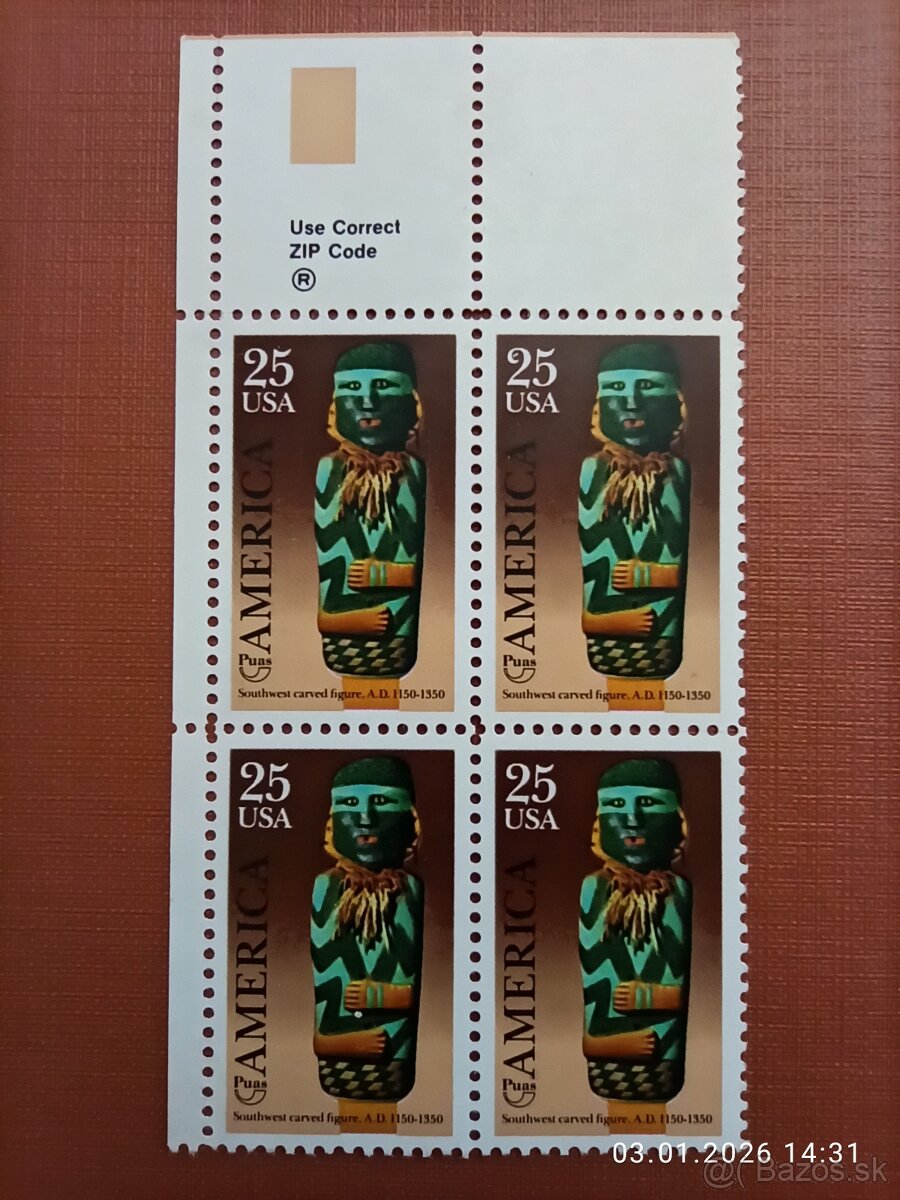 Use Correct
ZIP Code
®
25
USA
AMERICA
Puas
Southwest carved figure, A.D. 1150-1350
25
USA
AMERICA
Puas
Southwest carved figure, A.D. 1150-1350
25
USA
AMERICA
Puas
Southwest carved figure, A.D. 1150-1350
25
USA
AMERICA
Puas
Southwest carved figure, A.D. 1150-1350
03.01.2026 14:31
@( Bazos.sk